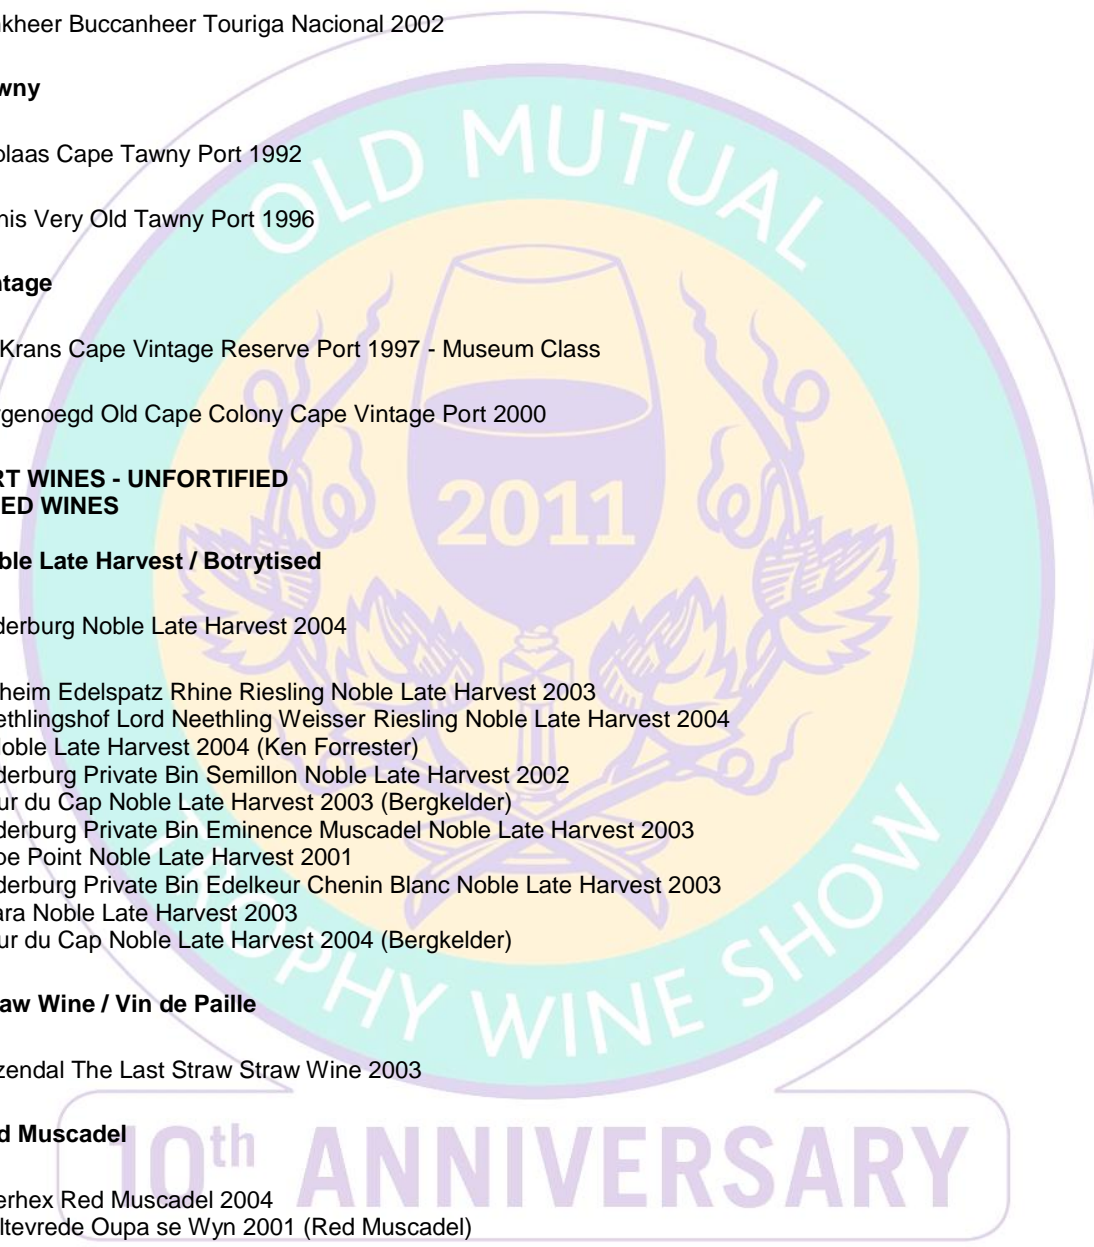 kheer Buccanheer Touriga Nacional 2002
wny
olaas Cape Tawny Port 1992
nis Very Old Tawny Port 1996
ntage
Krans Cape Vintage Reserve Port 1997 - Museum Class
rgenoegd Old Cape Colony Cape Vintage Port 2000
RT WINES - UNFORTIFIED
ED WINES
ble Late Harvest / Botrytised
derburg Noble Late Harvest 2004
heim Edelspatz Rhine Riesling Noble Late Harvest 2003
ethlingshof Lord Neethling Weisser Riesling Noble Late Harvest 2004
Noble Late Harvest 2004 (Ken Forrester)
derburg Private Bin Semillon Noble Late Harvest 2002
ur du Cap Noble Late Harvest 2003 (Bergkelder)
derburg Private Bin Eminence Muscadel Noble Late Harvest 2003
oe Point Noble Late Harvest 2001
derburg Private Bin Edelkeur Chenin Blanc Noble Late Harvest 2003
ara Noble Late Harvest 2003
ur du Cap Noble Late Harvest 2004 (Bergkelder)
raw Wine / Vin de Paille
zendal The Last Straw Straw Wine 2003
d Muscadel
erhex Red Muscadel 2004
ltevrede Oupa se Wyn 2001 (Red Muscadel)
OLD MUTUAL
2011
TROPHY WINE SHOW
10th ANNIVERSARY